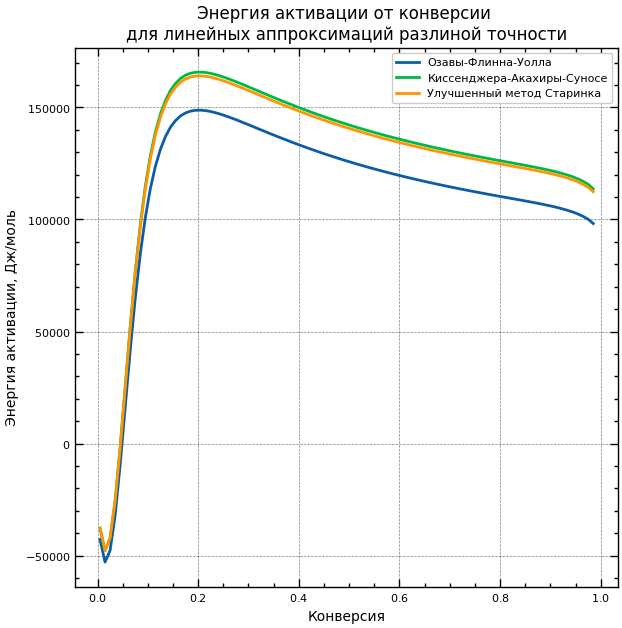 Энергия активации от конверсии
для линейных аппроксимаций разлиной точности
Озавы-Флинна-Уолла
Киссенджера-Акахиры-Суносе
Улучшенный метод Старинка
Энергия активации, Дж/моль
150000
100000
50000
0
−50000
0.0 0.2 0.4 0.6 0.8 1.0
Конверсия